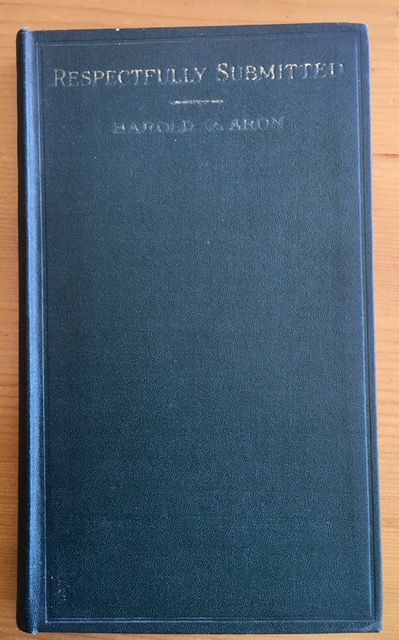 RESPECTFULLY SUBMITTED
HAROLD G. ARON